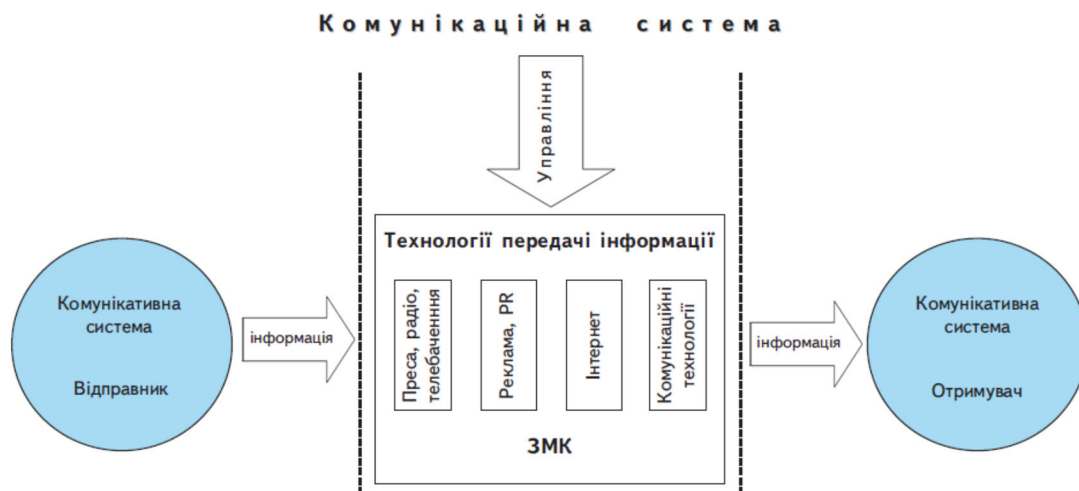 Комунікаційна система
Управління
Технології передачі інформації
Комунікативна
система
Відправник
інформація
Преса, радіо,
телебаченння
Реклама, PR
Інтернет
Комунікаційні
технології
ЗМК
інформація
Комунікативна
система
Отримувач